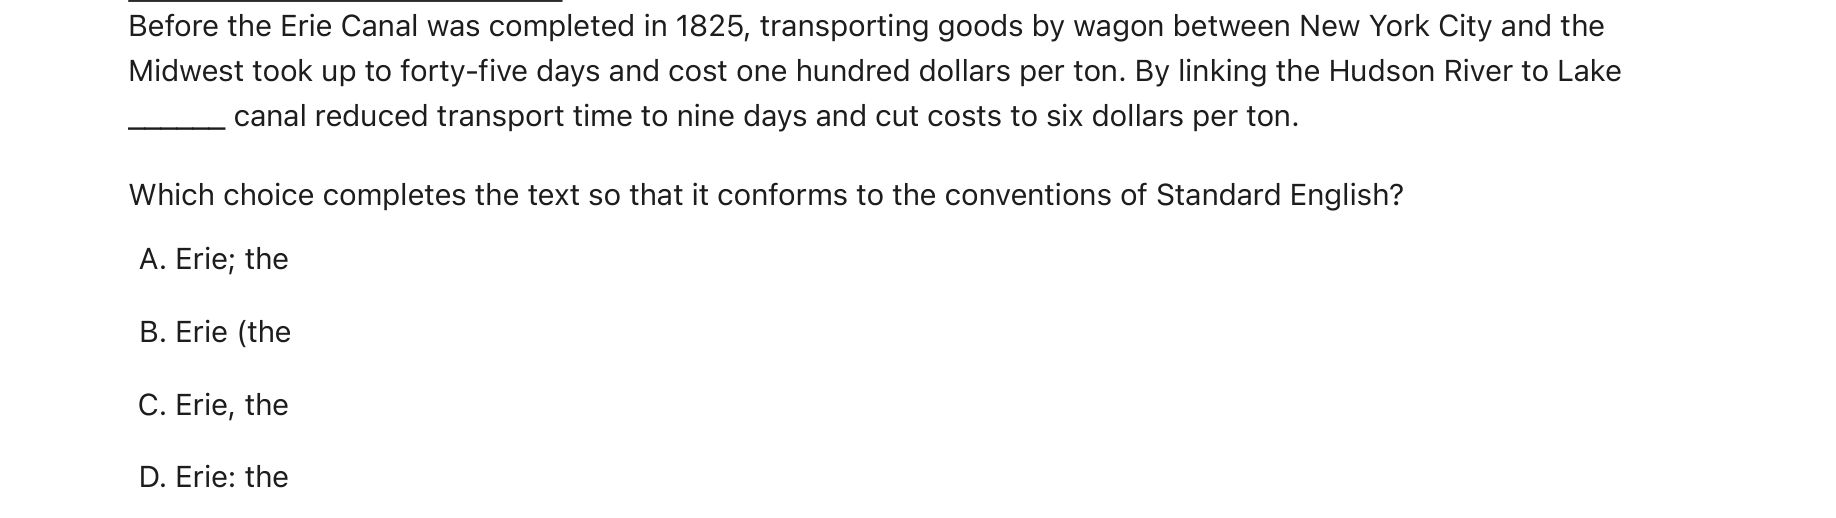 Before the Erie Canal was completed in 1825, transporting goods by wagon between New York City and the
Midwest took up to forty-five days and cost one hundred dollars per ton. By linking the Hudson River to Lake
______ canal reduced transport time to nine days and cut costs to six dollars per ton.
Which choice completes the text so that it conforms to the conventions of Standard English?
A. Erie; the
B. Erie (the
C. Erie, the
D. Erie: the